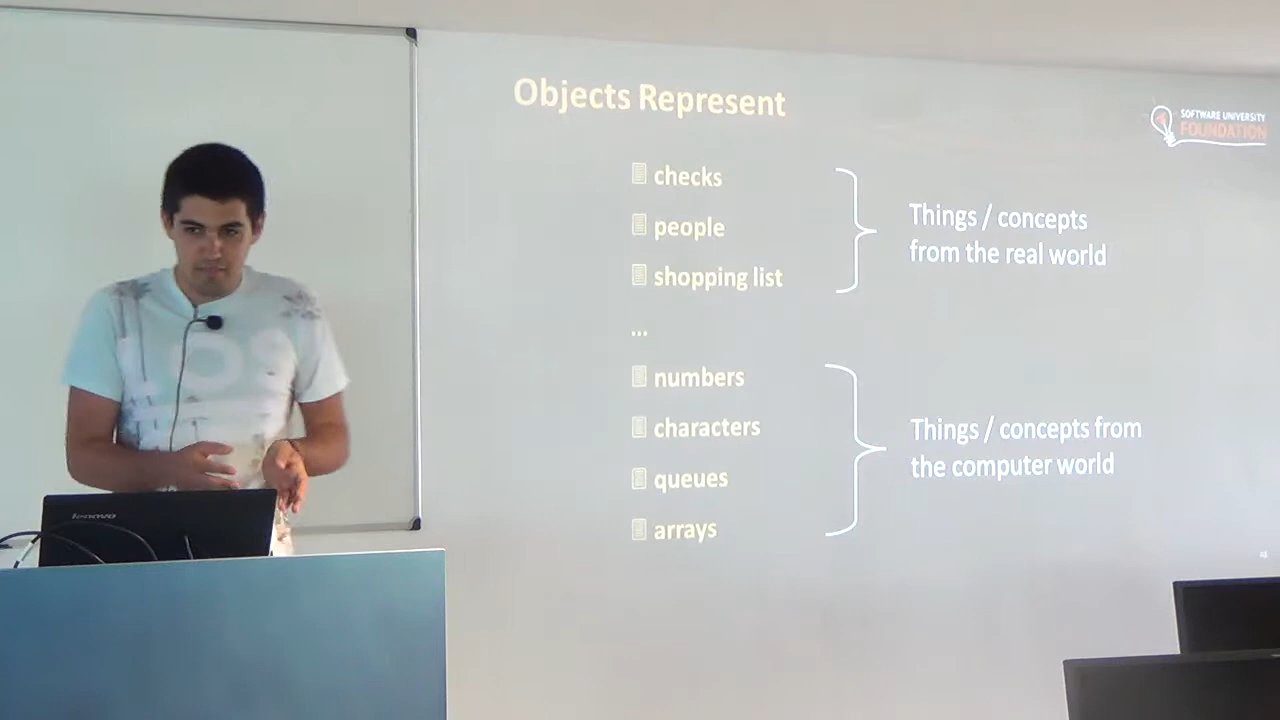 Objects Represent
SOFTWARE UNIVERSITY
FOUNDATION
checks
people
shopping list
Things / concepts
from the real world
...
numbers
characters
queues
arrays
Things / concepts from
the computer world
lenovo